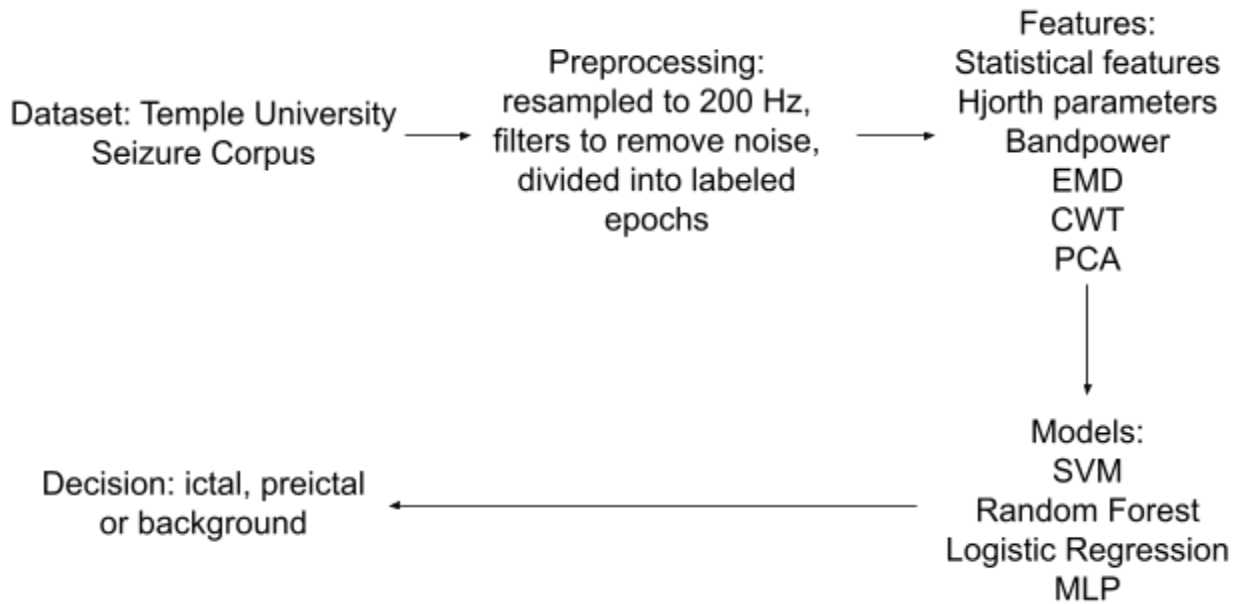 Dataset: Temple University
Seizure Corpus
Preprocessing:
resampled to 200 Hz,
filters to remove noise,
divided into labeled
epochs
Features:
Statistical features
Hjorth parameters
Bandpower
EMD
CWT
PCA
Models:
SVM
Random Forest
Logistic Regression
MLP
Decision: ictal, preictal
or background